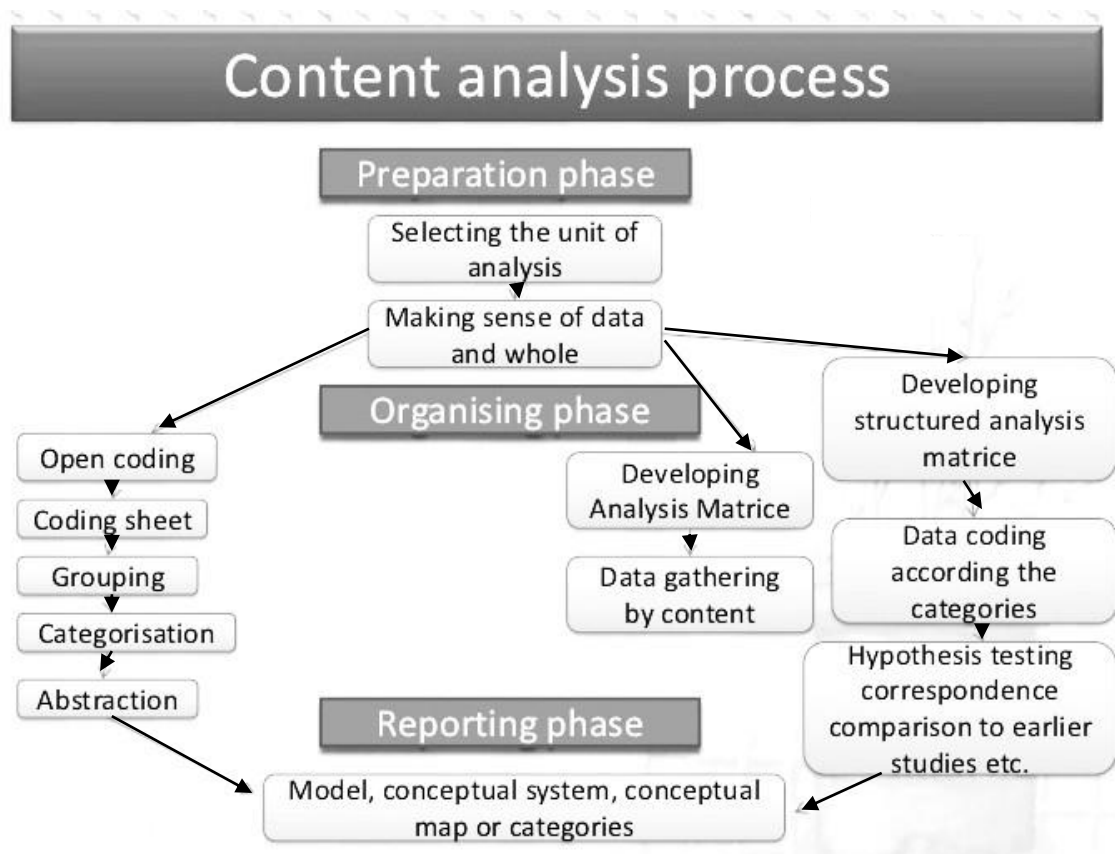 Content analysis process
Preparation phase
Selecting the unit of
analysis
Making sense of data
and whole
Organising phase
Open coding
Coding sheet
Grouping
Categorisation
Abstraction
Developing
Analysis Matrice
Data gathering
by content
Developing
structured analysis
matrice
Data coding
according the
categories
Hypothesis testing
correspondence
comparison to earlier
studies etc.
Reporting phase
Model, conceptual system, conceptual
map or categories